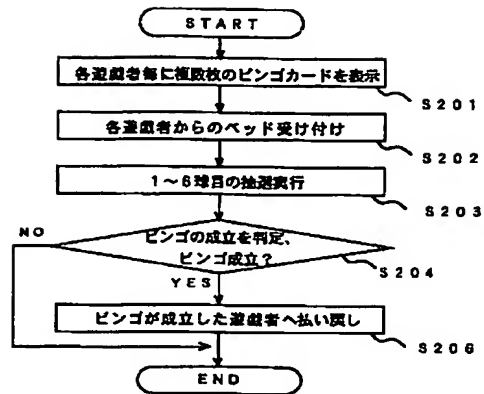 START
各遊戯者毎に複数枚のビンゴカードを表示
S201
各遊戯者からのベッド受け付け
S202
1～6球目の抽選実行
S203
NO
ビンゴの成立を判定、
ビンゴ成立？
S204
YES
ビンゴが成立した遊戯者へ払い戻し
S206
END